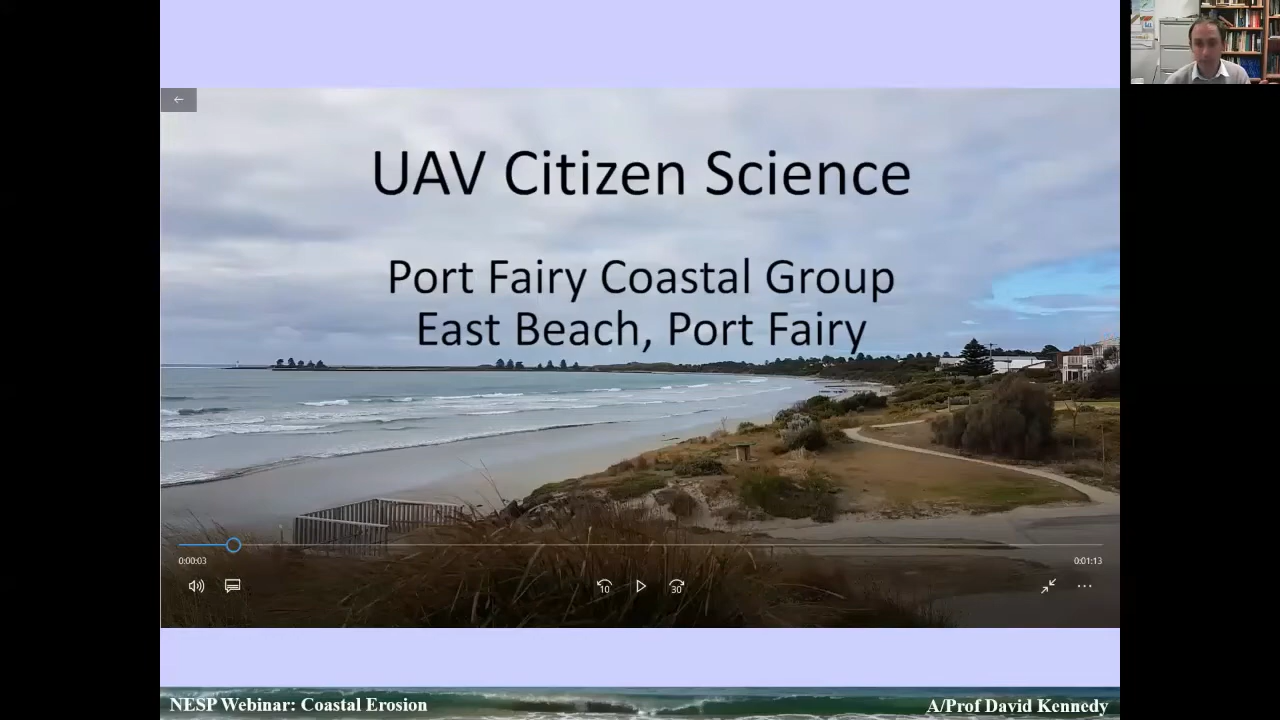 UAV Citizen Science
Port Fairy Coastal Group
East Beach, Port Fairy
0:00:03
0:01:13
10
30
NESP Webinar: Coastal Erosion
A/Prof David Kennedy